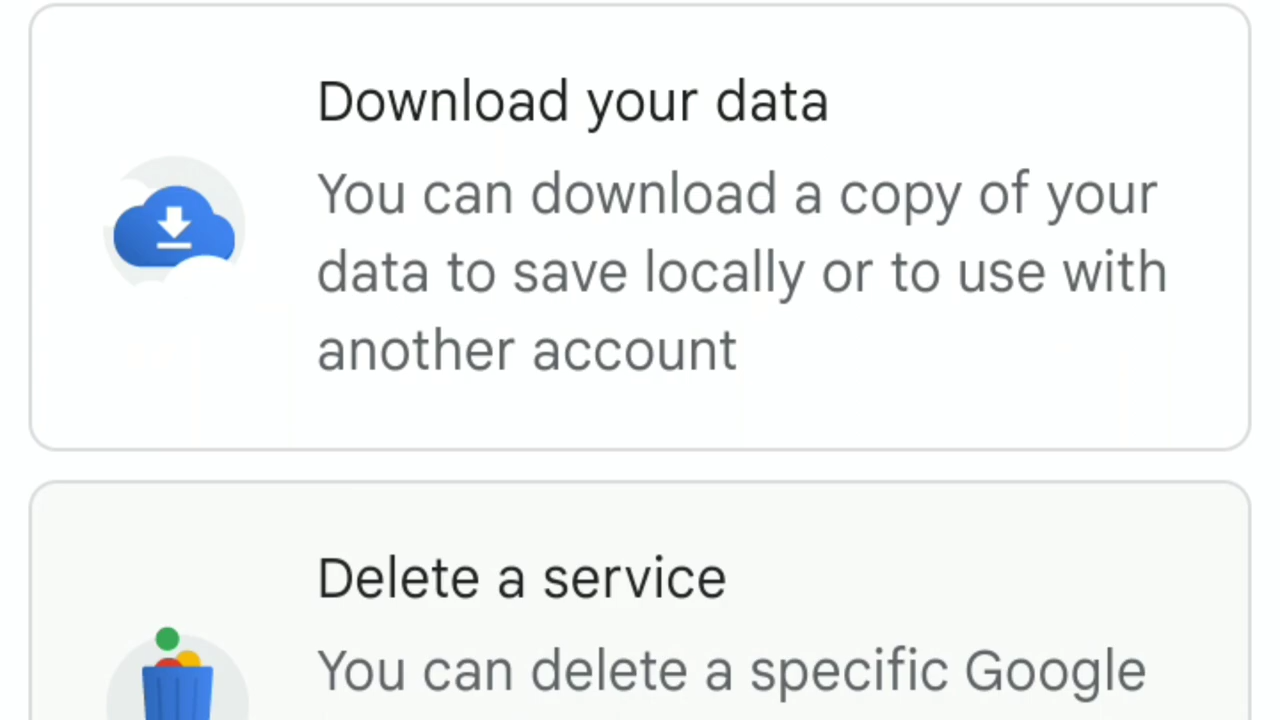 Download your data
You can download a copy of your
data to save locally or to use with
another account
Delete a service
You can delete a specific Google